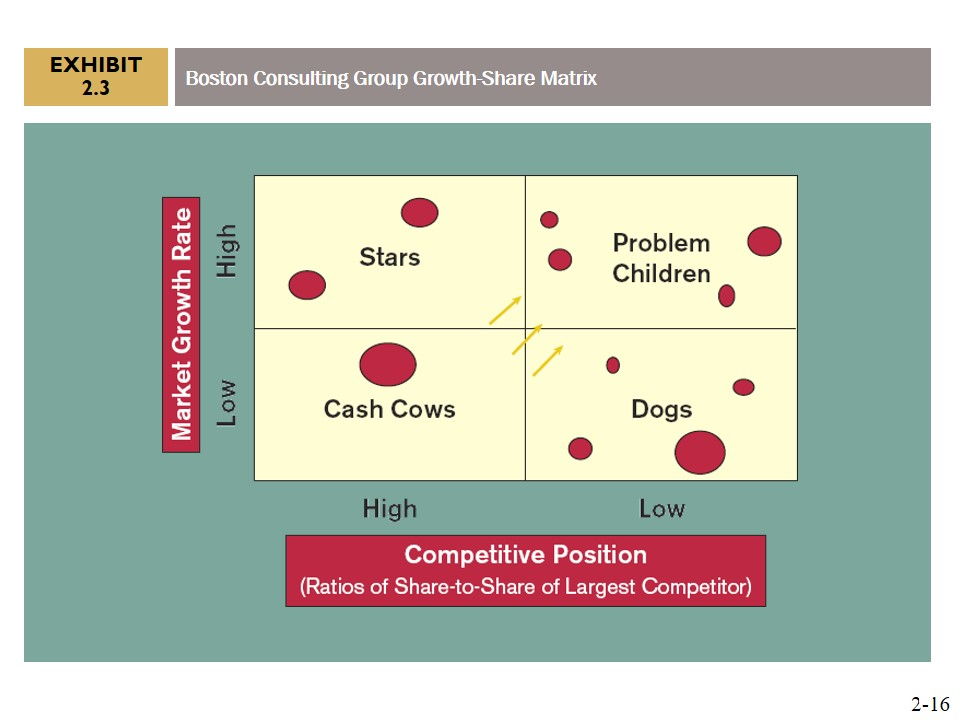 EXHIBIT
2.3
Boston Consulting Group Growth-Share Matrix
Market Growth Rate
High
Low
Stars
Problem
Children
Cash Cows
Dogs
High
Low
Competitive Position
(Ratios of Share-to-Share of Largest Competitor)
2-16